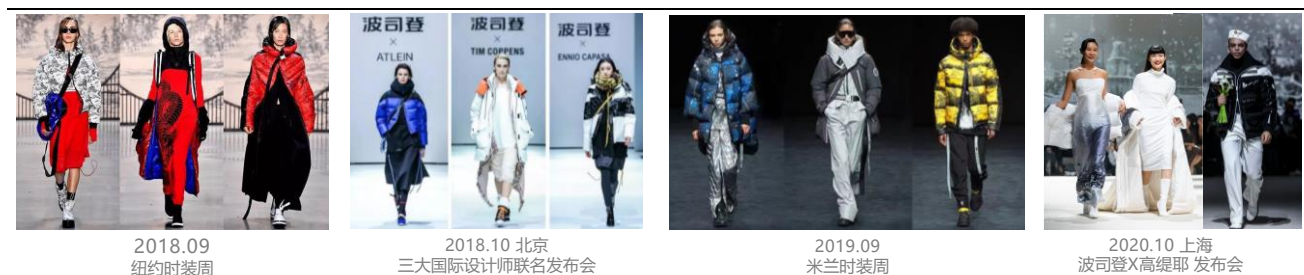 波司登
×
ATLEIN
波司登
×
TIM COPPENS
波司登
×
ENNIO CAPASA
2018.09
纽约时装周
2018.10 北京
三大国际设计师联名发布会
2019.09
米兰时装周
2020.10 上海
波司登X高缇耶 发布会